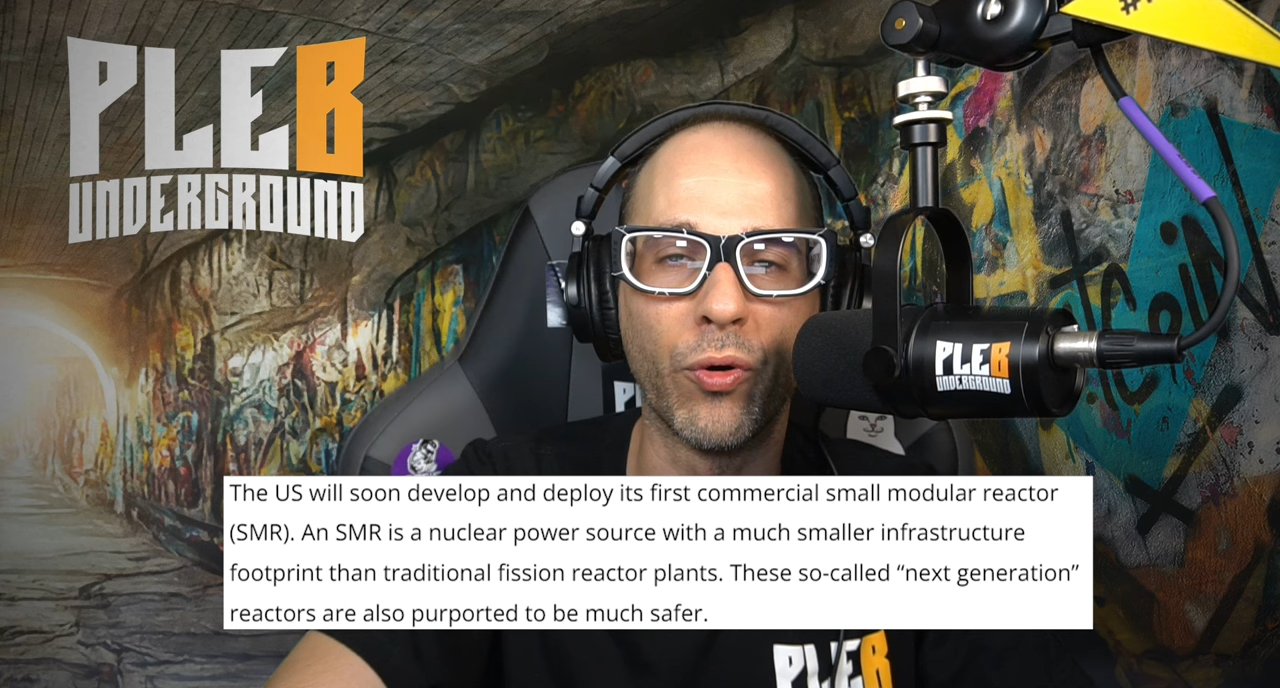 PLEB
UNDERGROUND
PLEB
UNDERGROUND
The US will soon develop and deploy its first commercial small modular reactor
(SMR). An SMR is a nuclear power source with a much smaller infrastructure
footprint than traditional fission reactor plants. These so-called “next generation”
reactors are also purported to be much safer.
PLEB